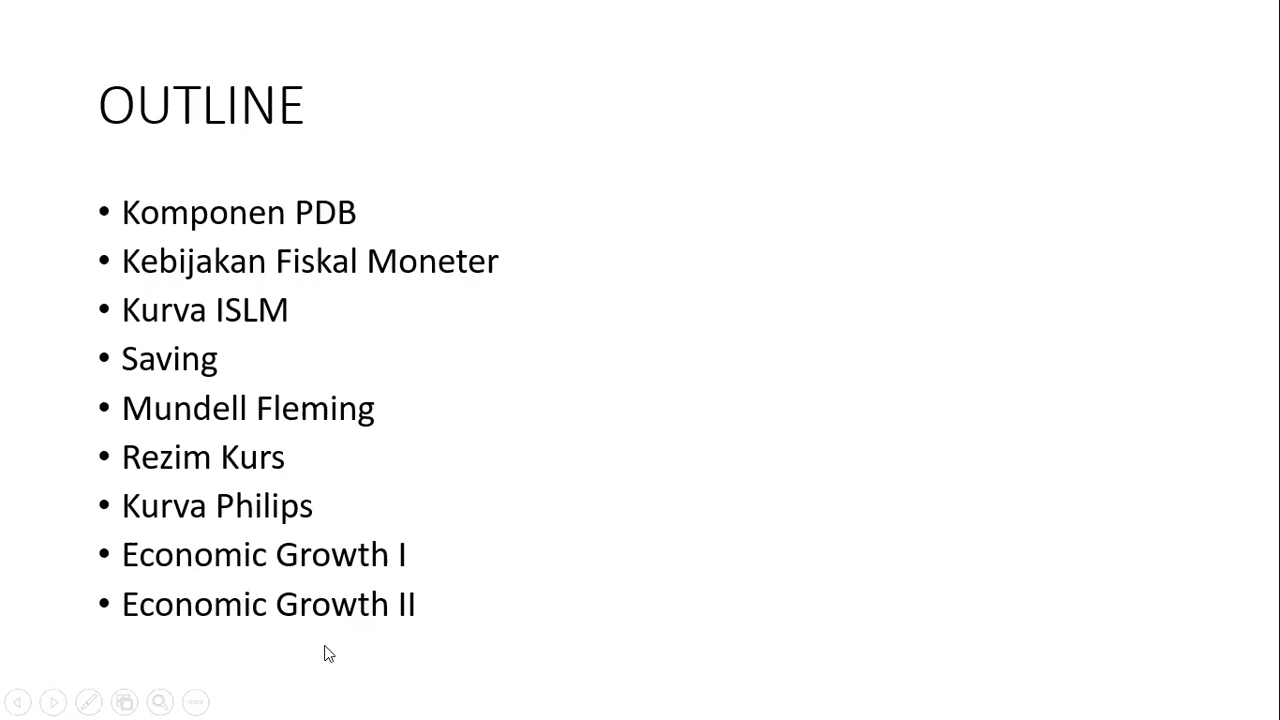 OUTLINE
• Komponen PDB
• Kebijakan Fiskal Moneter
• Kurva ISLM
• Saving
• Mundell Fleming
• Rezim Kurs
• Kurva Philips
• Economic Growth I
• Economic Growth II